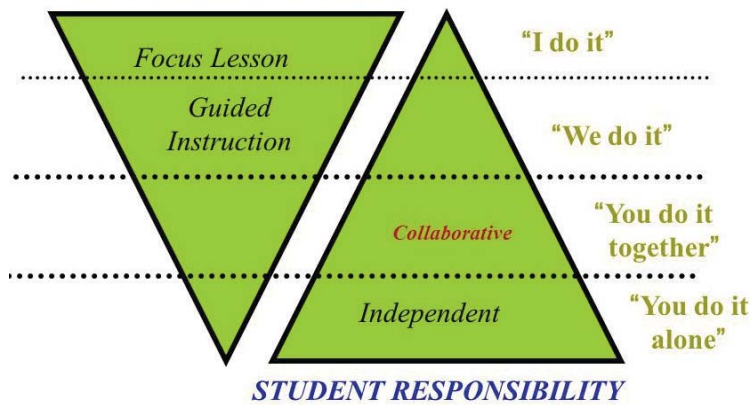 Focus Lesson
“I do it”
Guided
Instruction
“We do it”
Collaborative
“You do it
together”
Independent
“You do it
alone”
STUDENT RESPONSIBILITY